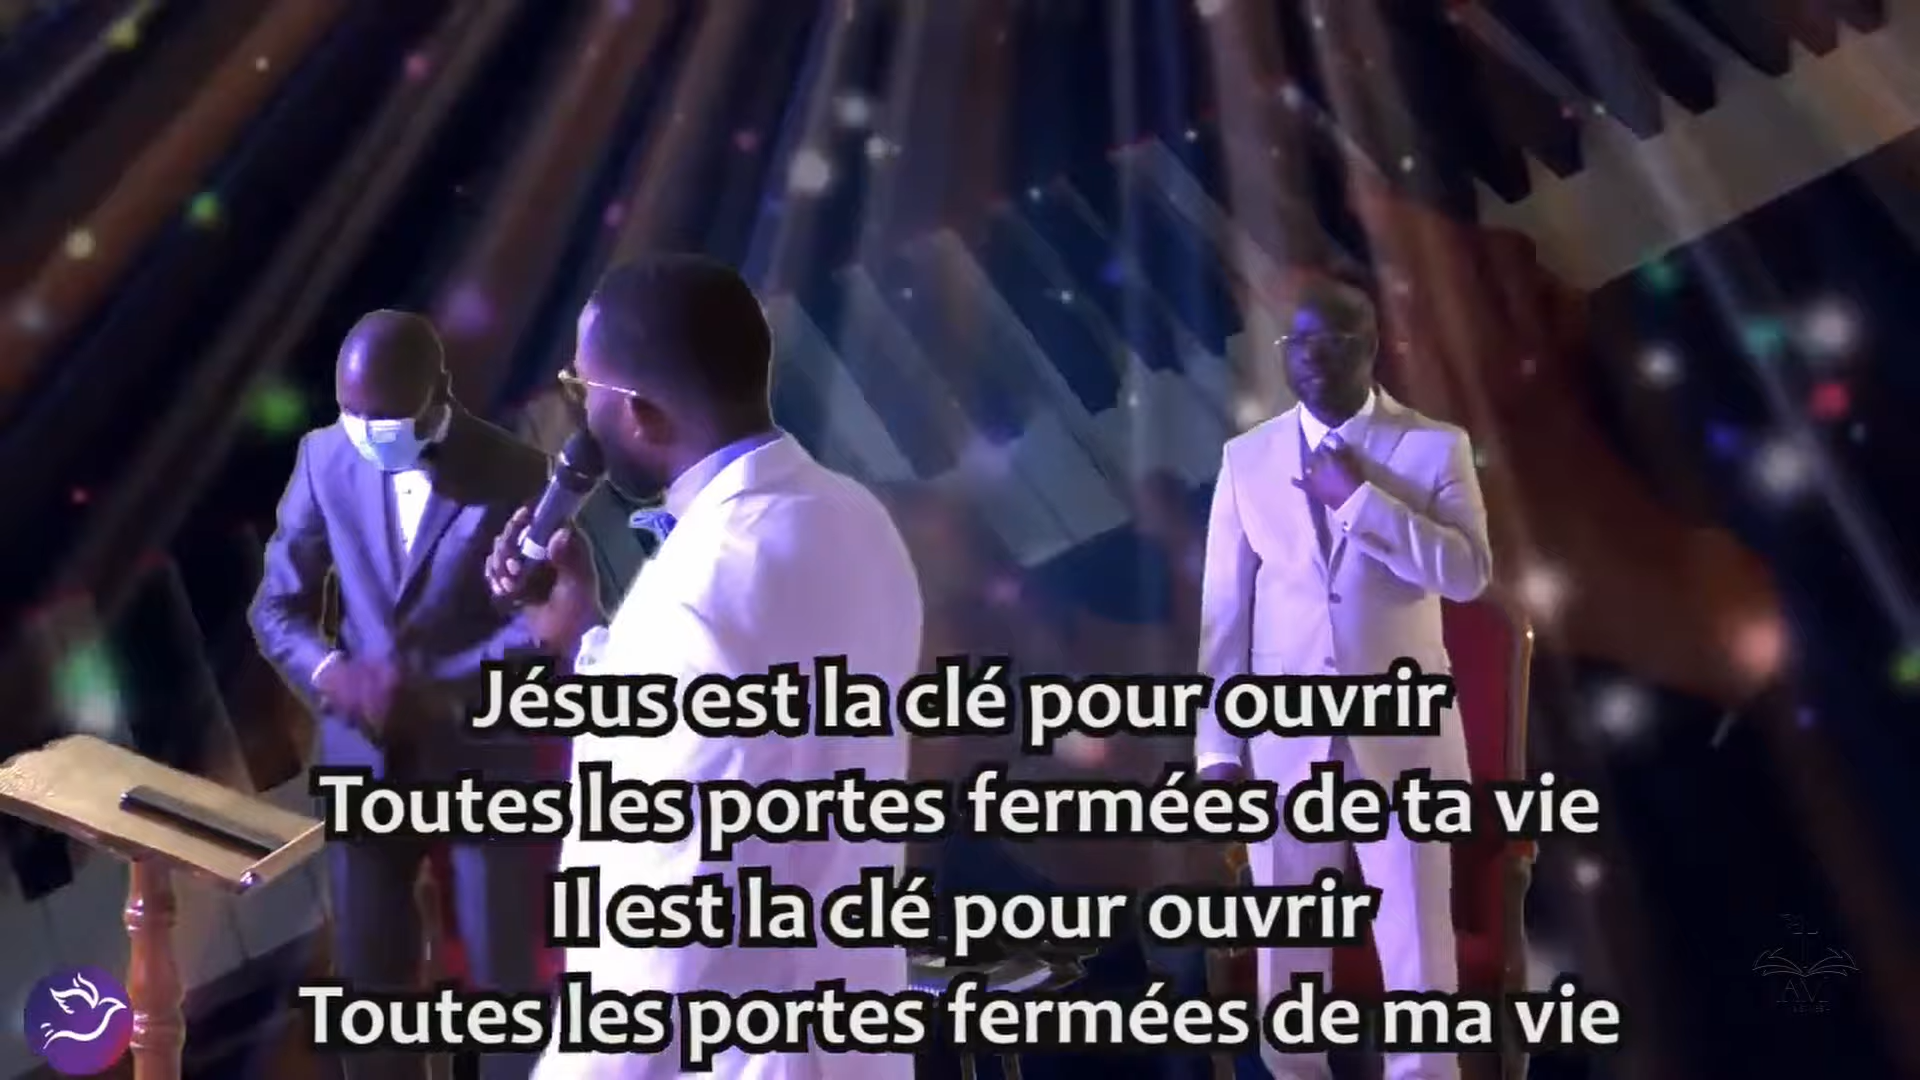 Jésus est la clé pour ouvrir
Toutes les portes fermées de ta vie
Il est la clé pour ouvrir
Toutes les portes fermées de ma vie